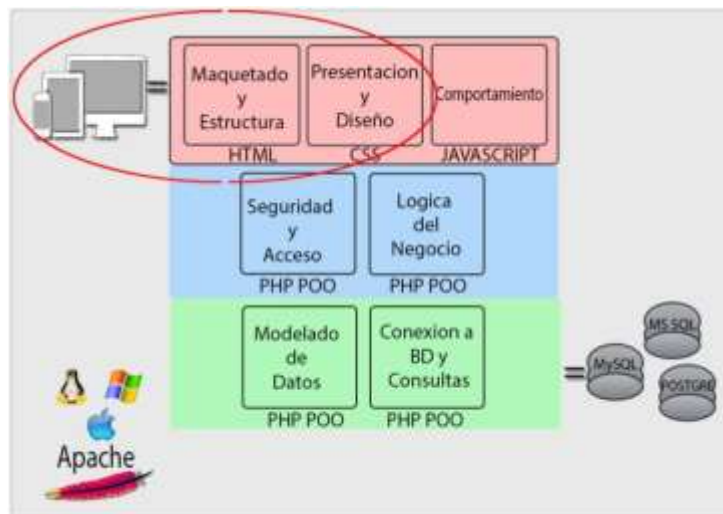 Maquetado
y
Estructura
HTML
Presentacion
y
Diseño
CSS
Comportamiento
JAVASCRIPT
Seguridad
y
Acceso
PHP POO
Logica
del
Negocio
PHP POO
Modelado
de
Datos
PHP POO
Conexion a
BD y
Consultas
PHP POO
=
=
MS SQL
MySQL
POSTGRE
Apache